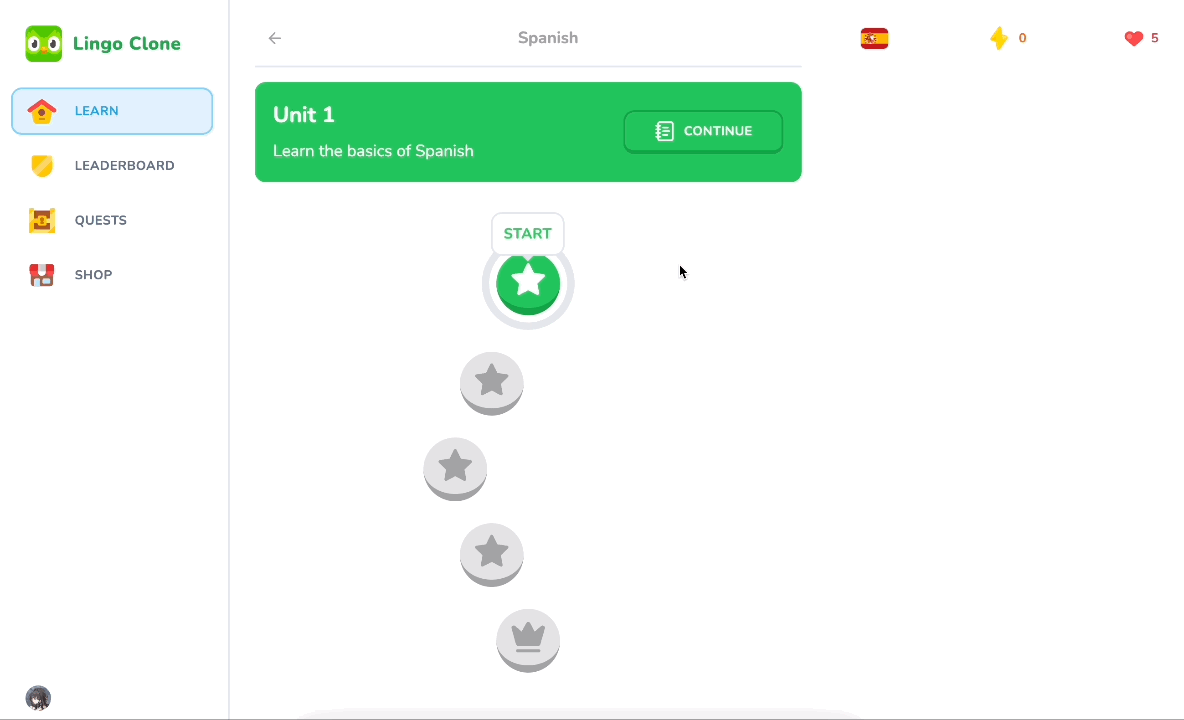 Lingo Clone
LEARN
LEADERBOARD
QUESTS
SHOP
Spanish
0
5
Unit 1
Learn the basics of Spanish
CONTINUE
START